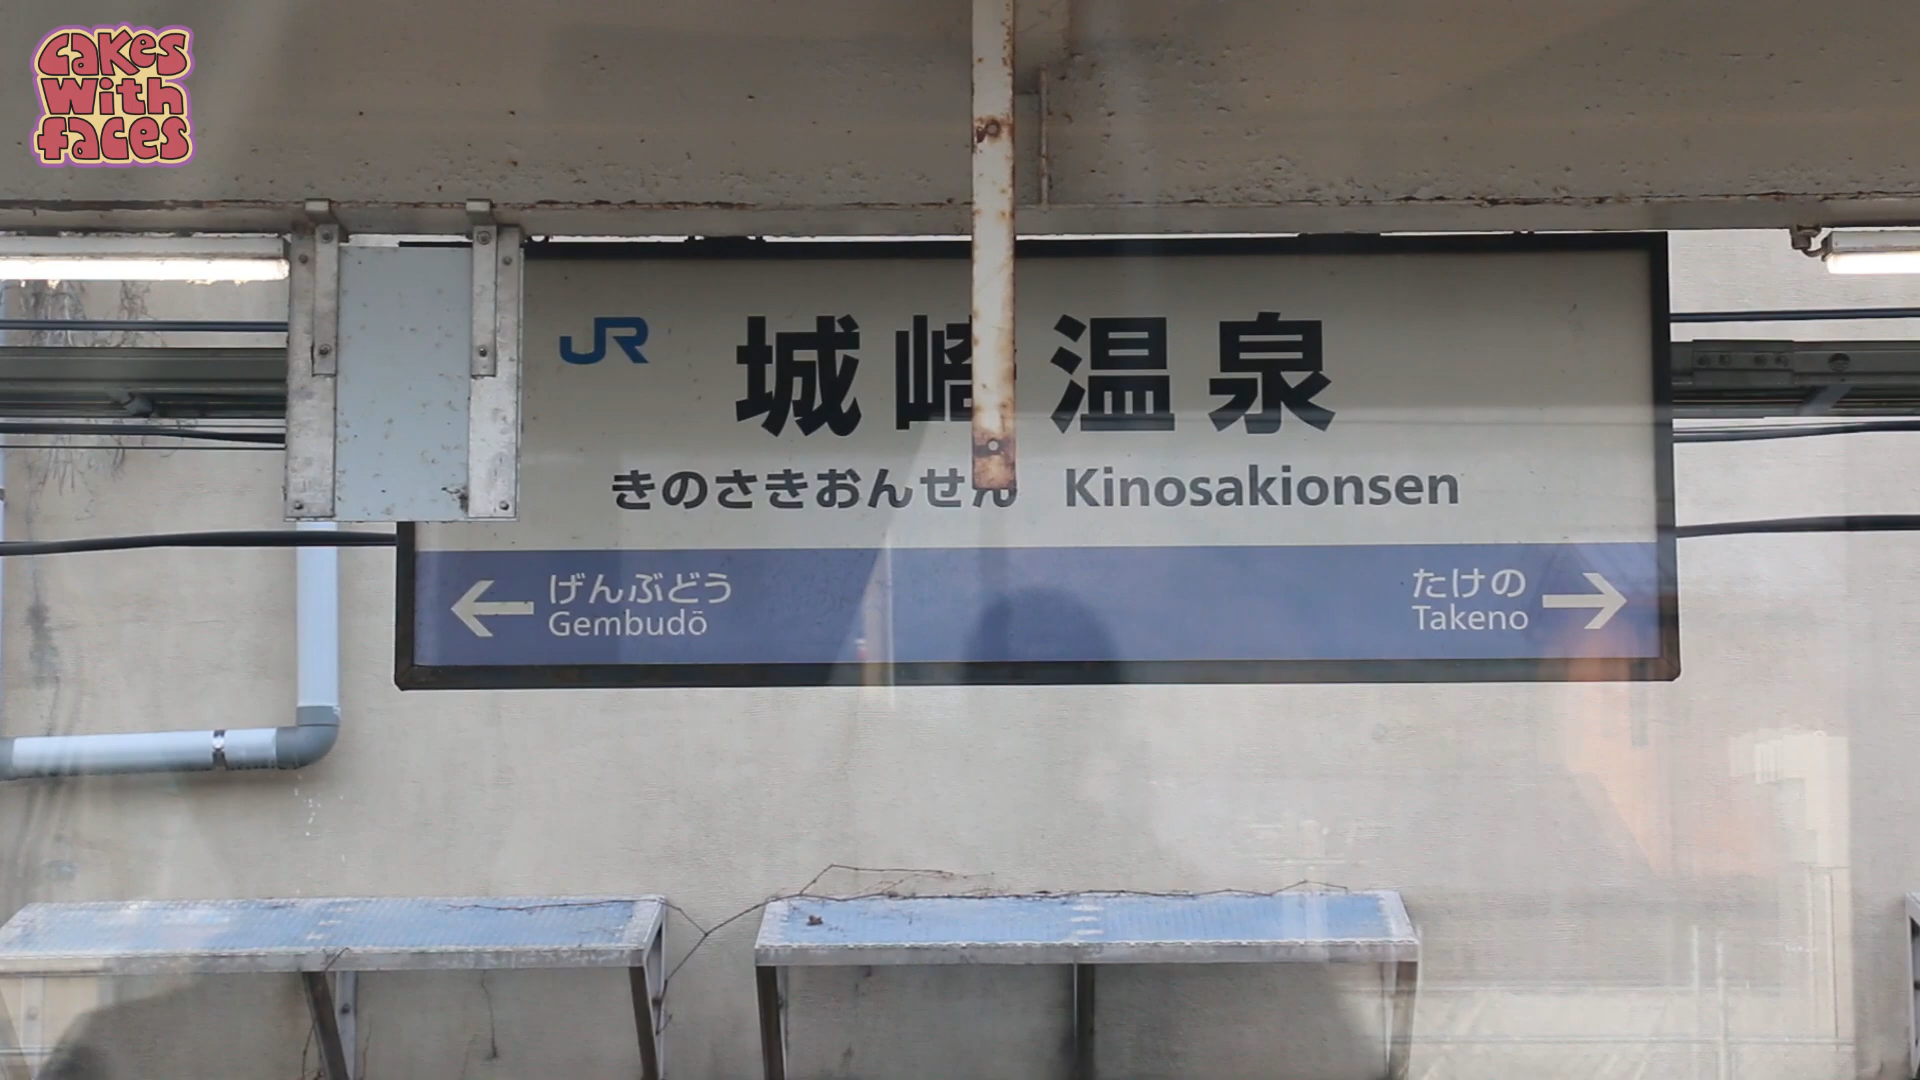 cakes
with
faces
JR 城崎温泉
きのさきおんせん Kinosakionsen
げんぶどう
Gembudō
たけの
Takeno